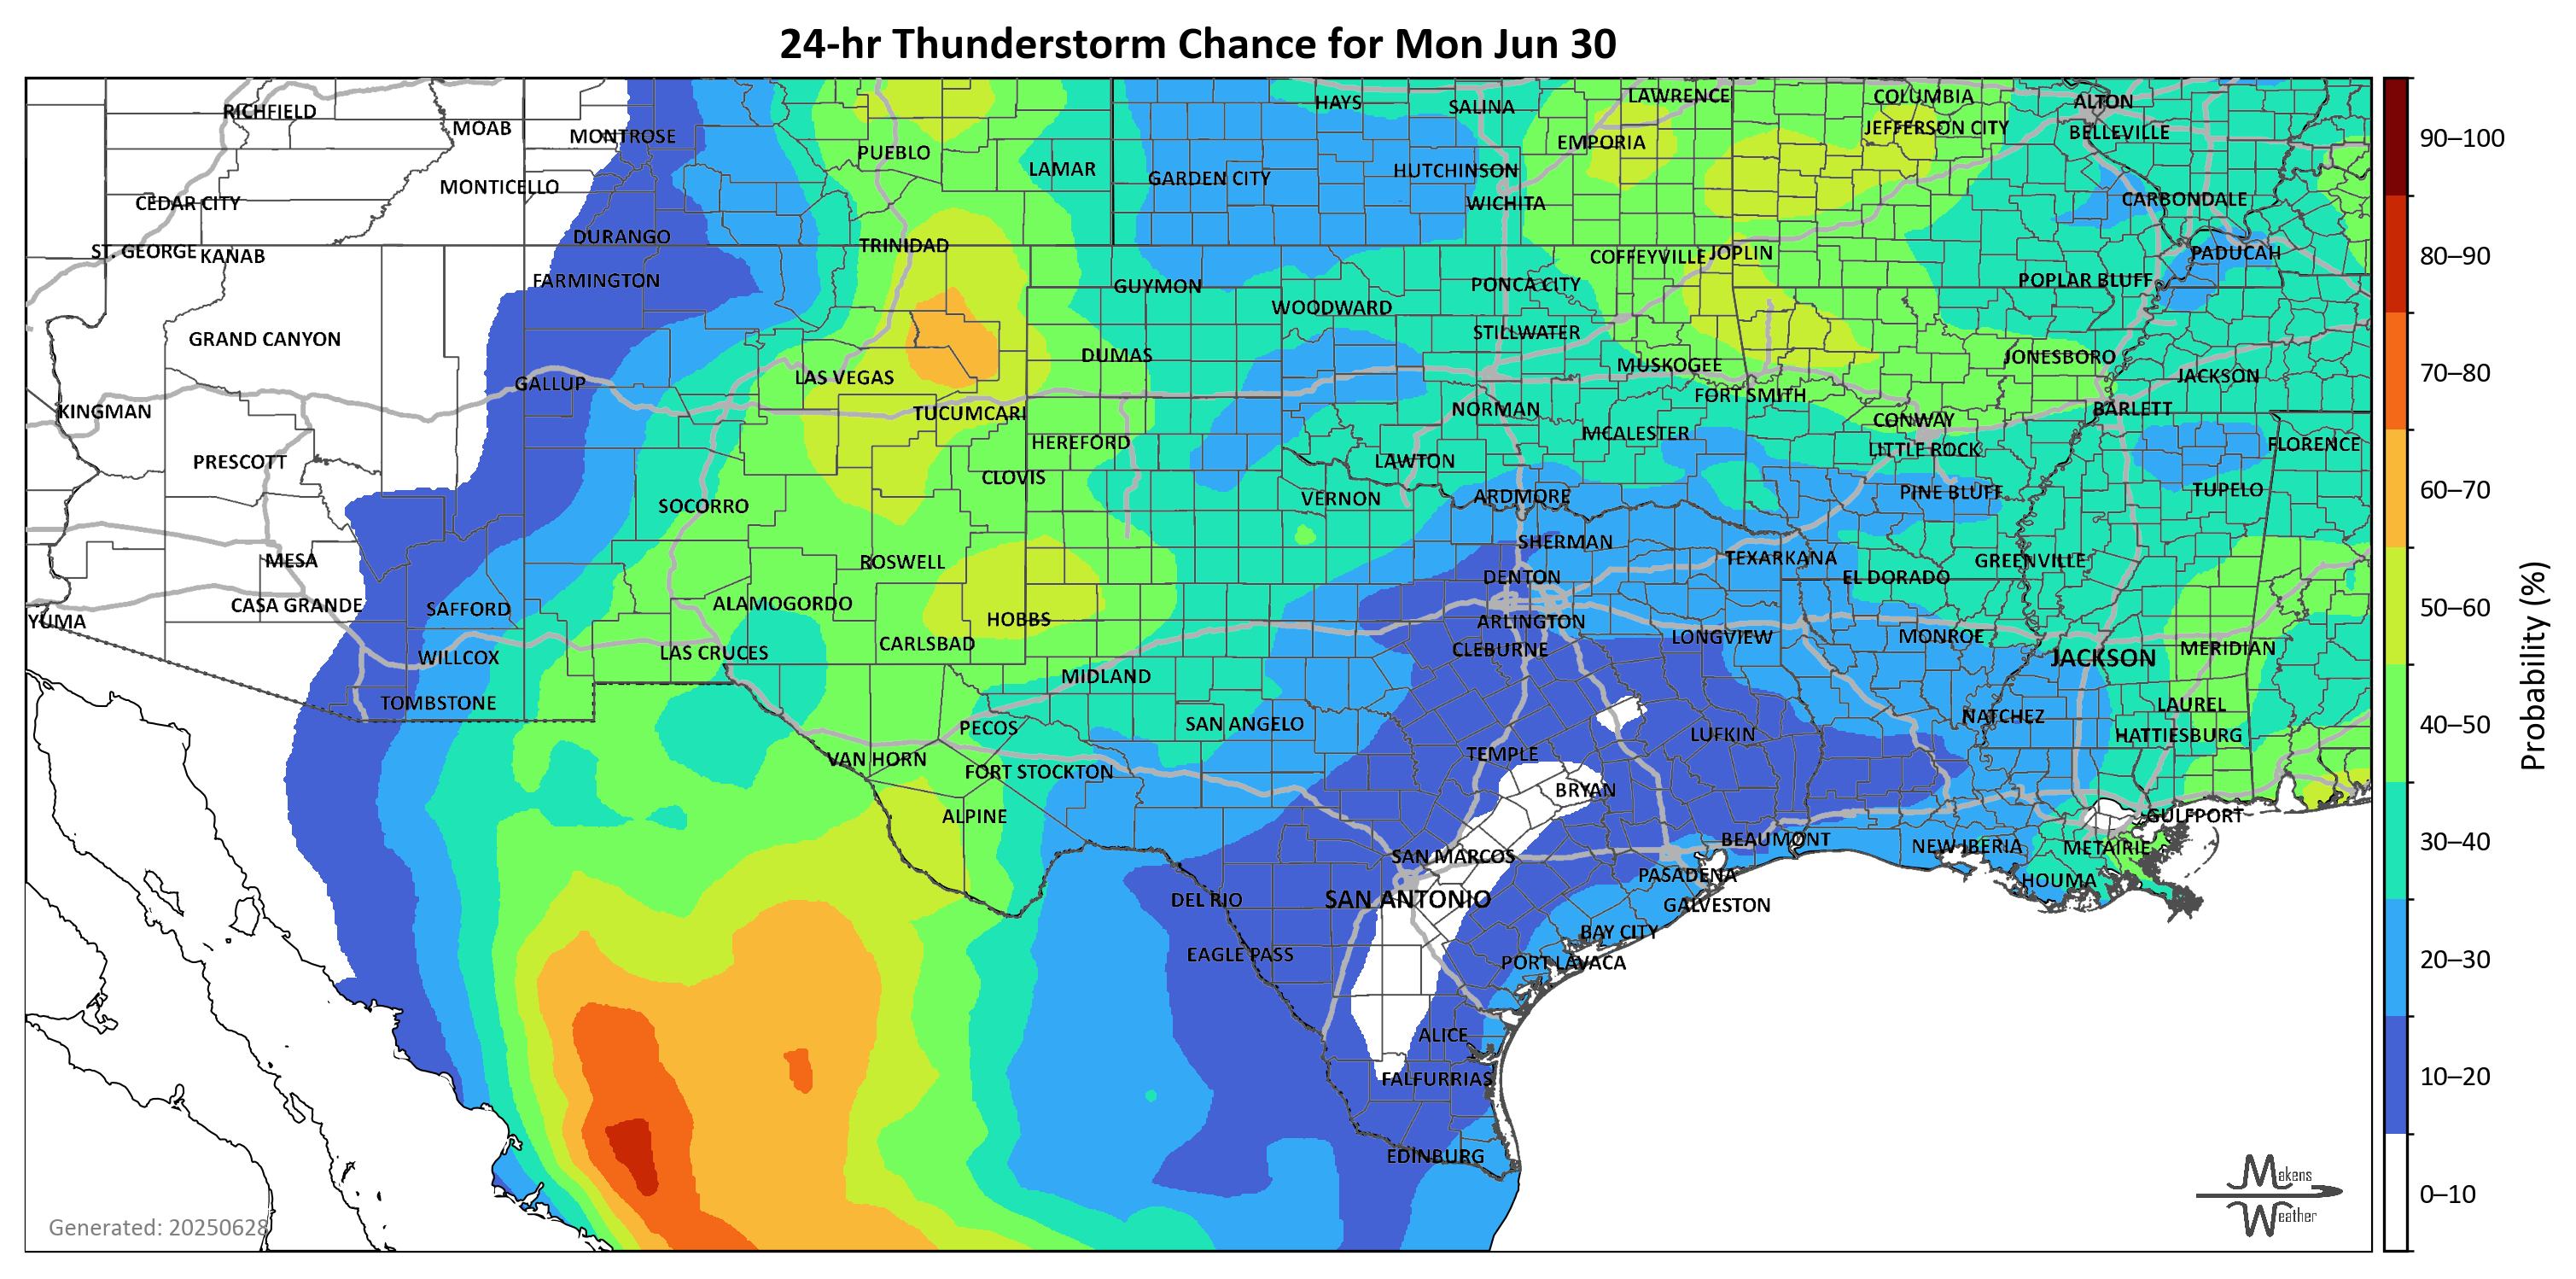 24-hr Thunderstorm Chance for Mon Jun 30
RICHFIELD
MOAB
MONTROSE
PUEBLO
LAMAR
HAYS
SALINA
LAWRENCE
COLUMBIA
ALTON
EMPORIA
JEFFERSON CITY
BELLEVILLE
90–100
CEDAR CITY
MONTICELLO
GARDEN CITY
HUTCHINSON
WICHITA
CARBONDALE
ST. GEORGE
KANAB
DURANGO
TRINIDAD
COFFEYVILLE
JOPLIN
PADUCAH
80–90
FARMINGTON
GUYMON
PONCA CITY
POPLAR BLUFF
WOODWARD
GRAND CANYON
STILLWATER
DUMAS
MUSKOGEE
JONESBORO
JACKSON
70–80
GALLUP
LAS VEGAS
FORT SMITH
KINGMAN
TUCUMCARI
NORMAN
CONWAY
BARLETT
HEREFORD
MCALESTER
LITTLE ROCK
FLORENCE
PRESCOTT
CLOVIS
LAWTON
60–70
SOCORRO
VERNON
ARDMORE
PINE BLUFF
TUPELO
MESA
ROSWELL
SHERMAN
TEXARKANA
GREENVILLE
DENTON
EL DORADO
CASA GRANDE
SAFFORD
ALAMOGORDO
50–60
YUMA
HOBBS
ARLINGTON
WILLCOX
LAS CRUCES
CARLSBAD
CLEBURNE
LONGVIEW
MONROE
JACKSON
MERIDIAN
Probability (%)
TOMBSTONE
MIDLAND
LAUREL
PECOS
SAN ANGELO
LUFKIN
NATCHEZ
HATTIESBURG
40–50
VAN HORN
FORT STOCKTON
TEMPLE
BRYAN
ALPINE
GULFPORT
SAN MARCOS
BEAUMONT
NEW IBERIA
METAIRIE
30–40
PASADENA
HOUMA
DEL RIO
SAN ANTONIO
GALVESTON
BAY CITY
EAGLE PASS
PORT LAVACA
20–30
ALICE
FALFURRIAS
10–20
EDINBURG
Makens
Weather
0–10
Generated: 20250628